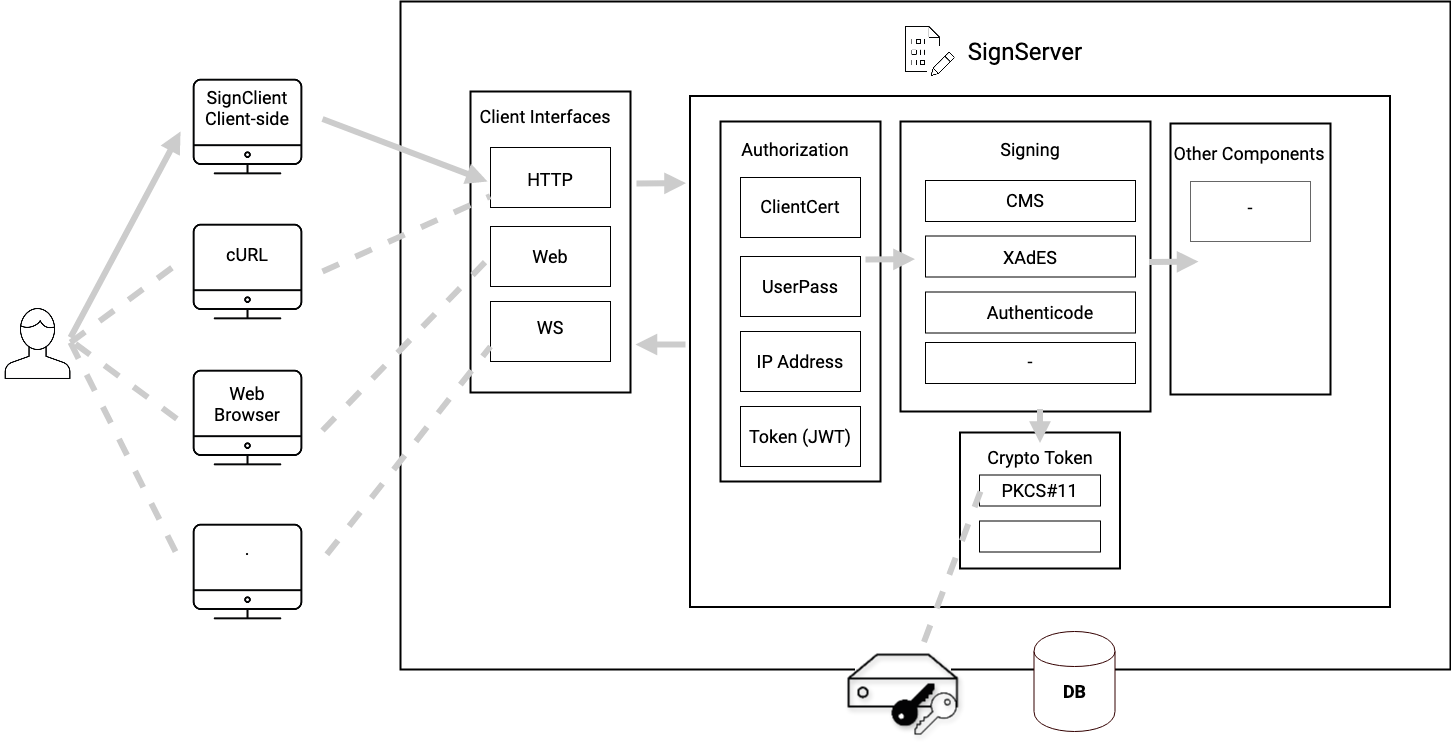 SignServer
SignClient
Client-side
cURL
Web
Browser
.
Client Interfaces
HTTP
Web
WS
Authorization
ClientCert
UserPass
IP Address
Token (JWT)
Signing
CMS
XAdES
Authenticode
-
Other Components
-
Crypto Token
PKCS#11
DB